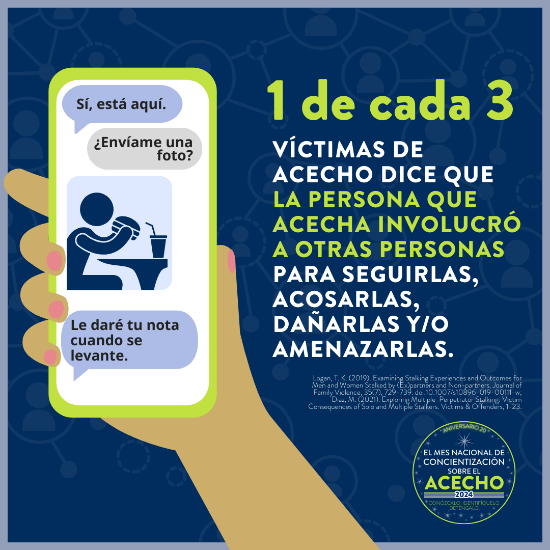 Sí, está aquí.
¿Envíame una
foto?
Le daré tu nota
cuando se
levante.
1 de cada 3
VÍCTIMAS DE
ACECHO DICE QUE
LA PERSONA QUE
ACECHA INVOLUCRÓ
A OTRAS PERSONAS
PARA SEGUIRLAS,
ACOSARLAS,
DAÑARLAS Y/O
AMENAZARLAS.
Logan, T. K. (2019). Examining Stalking Experiences and Outcomes for
Men and Women Stalked by (Ex)partners and Non-partners. Journal of
Family Violence, 35(7), 729-739. doi:10.1007/s10896-019-00111-w;
Diaz, M. (2021). Exploring Multiple Perpetrator Stalking: Victim
Consequences of Solo and Multiple Stalkers. Victims & Offenders, 1-23.
ANIVERSARIO 20
EL MES NACIONAL DE
CONCIENTIZACIÓN
SOBRE EL
ACECHO
2024
CONÓZCALO. IDENTIFÍQUELO.
DETÉNGALO.